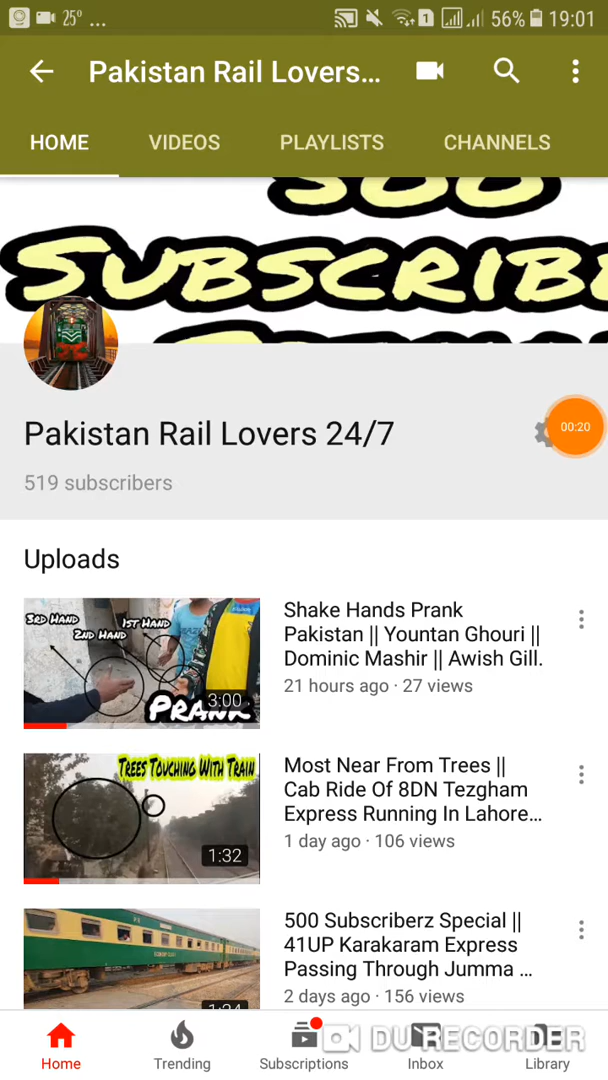 25° ... 1 56% 19:01
Pakistan Rail Lovers...
HOME VIDEOS PLAYLISTS CHANNELS
500
SUBSCRIBE
Pakistan Rail Lovers 24/7
00:20
519 subscribers
Uploads
3RD HAND
2ND HAND
1ST HAND
PRANK
3:00
Shake Hands Prank
Pakistan || Yountan Ghouri ||
Dominic Mashir || Awish Gill.
21 hours ago · 27 views
TREES TOUCHING WITH TRAIN
1:32
Most Near From Trees ||
Cab Ride Of 8DN Tezgham
Express Running In Lahore...
1 day ago · 106 views
500 Subscriberz Special ||
41UP Karakaram Express
Passing Through Jumma ...
2 days ago · 156 views
DU RECORDER
Home Trending Subscriptions Inbox Library